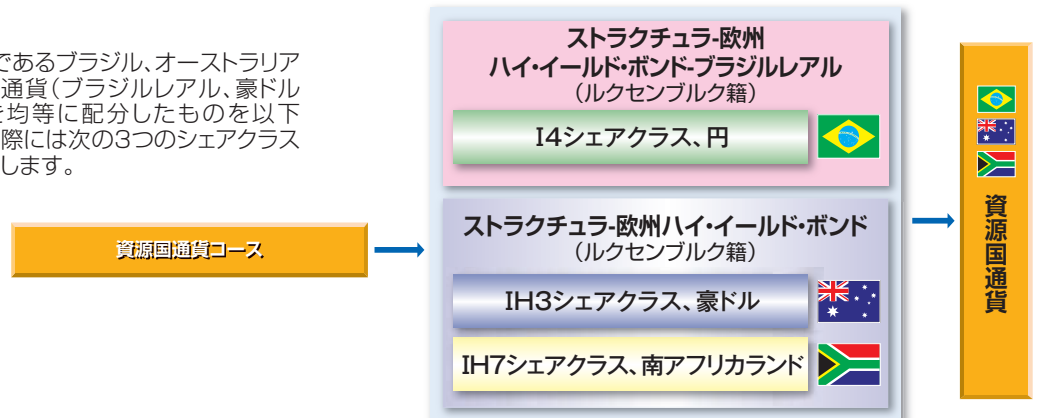 であるブラジル、オーストラリア
通貨(ブラジルレアル、豪ドル
を均等に配分したものを以下
際には次の3つのシェアクラス
します。
資源国通貨コース
ストラクチュラ-欧州
ハイ・イールド・ボンド-ブラジルレアル
(ルクセンブルク籍)
I4シェアクラス、円
ストラクチュラ-欧州ハイ・イールド・ボンド
(ルクセンブルク籍)
IH3シェアクラス、豪ドル
IH7シェアクラス、南アフリカランド
資源国通貨